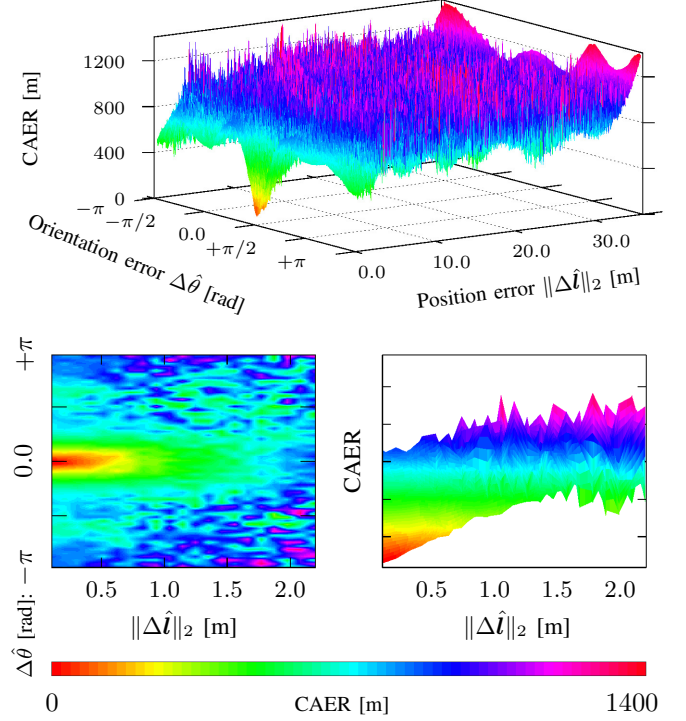 1200
800
400
0
CAER [m]
−π
−π/2
0.0
+π/2
+π
Orientation error Δθ̂ [rad]
0.0
10.0
20.0
30.0
Position error ‖Δl̂‖₂ [m]
Δθ̂ [rad]: −π 0.0 +π
0.5 1.0 1.5 2.0
‖Δl̂‖₂ [m]
CAER
0.5 1.0 1.5 2.0
‖Δl̂‖₂ [m]
0 CAER [m] 1400